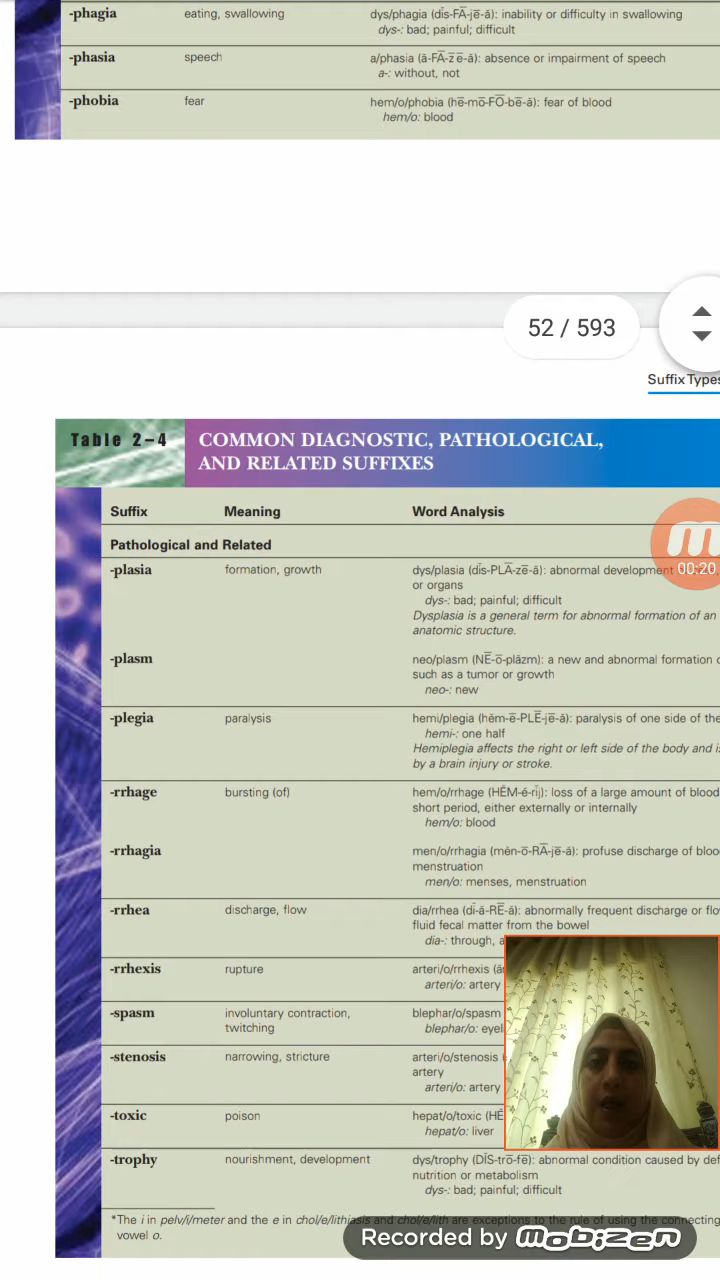 -phagia eating, swallowing dys/phagia (dĭs-FĀ-jē-ă): inability or difficulty in swallowing
dys-: bad; painful; difficult
-phasia speech a/phasia (ă-FĀ-zē-ă): absence or impairment of speech
a-: without, not
-phobia fear hem/o/phobia (hē-mō-FŌ-bē-ă): fear of blood
hem/o: blood
52 / 593
Suffix Types
Table 2–4 COMMON DIAGNOSTIC, PATHOLOGICAL,
AND RELATED SUFFIXES
Suffix Meaning Word Analysis
Pathological and Related
00:20
-plasia formation, growth dys/plasia (dĭs-PLĀ-zē-ă): abnormal development
or organs
dys-: bad; painful; difficult
Dysplasia is a general term for abnormal formation of an
anatomic structure.
-plasm neo/plasm (NĒ-ō-plăzm): a new and abnormal formation
such as a tumor or growth
neo-: new
-plegia paralysis hemi/plegia (hĕm-ē-PLĒ-jē-ă): paralysis of one side of the
hemi-: one half
Hemiplegia affects the right or left side of the body and is
by a brain injury or stroke.
-rrhage bursting (of) hem/o/rrhage (HĔM-ĕ-rĭj): loss of a large amount of blood
short period, either externally or internally
hem/o: blood
-rrhagia men/o/rrhagia (mĕn-ō-RĀ-jē-ă): profuse discharge of
menstruation
men/o: menses, menstruation
-rrhea discharge, flow dia/rrhea (dī-ă-RĒ-ă): abnormally frequent discharge or
fluid fecal matter from the bowel
dia-: through,
-rrhexis rupture arteri/o/rrhexis
arteri/o: artery
-spasm involuntary contraction, blephar/o/spasm
twitching blephar/o:
-stenosis narrowing, stricture arteri/o/stenosis
artery
arteri/o: artery
-toxic poison hepat/o/toxic
hepat/o: liver
-trophy nourishment, development dys/trophy (DĬS-trō-fē): abnormal condition caused by
nutrition or metabolism
dys-: bad; painful; difficult
*The i in pelv/i/meter and the e in chol/e/lithiasis and chol/e/lith are exceptions to the rule of using the connecting
vowel o.
Recorded by mobizen